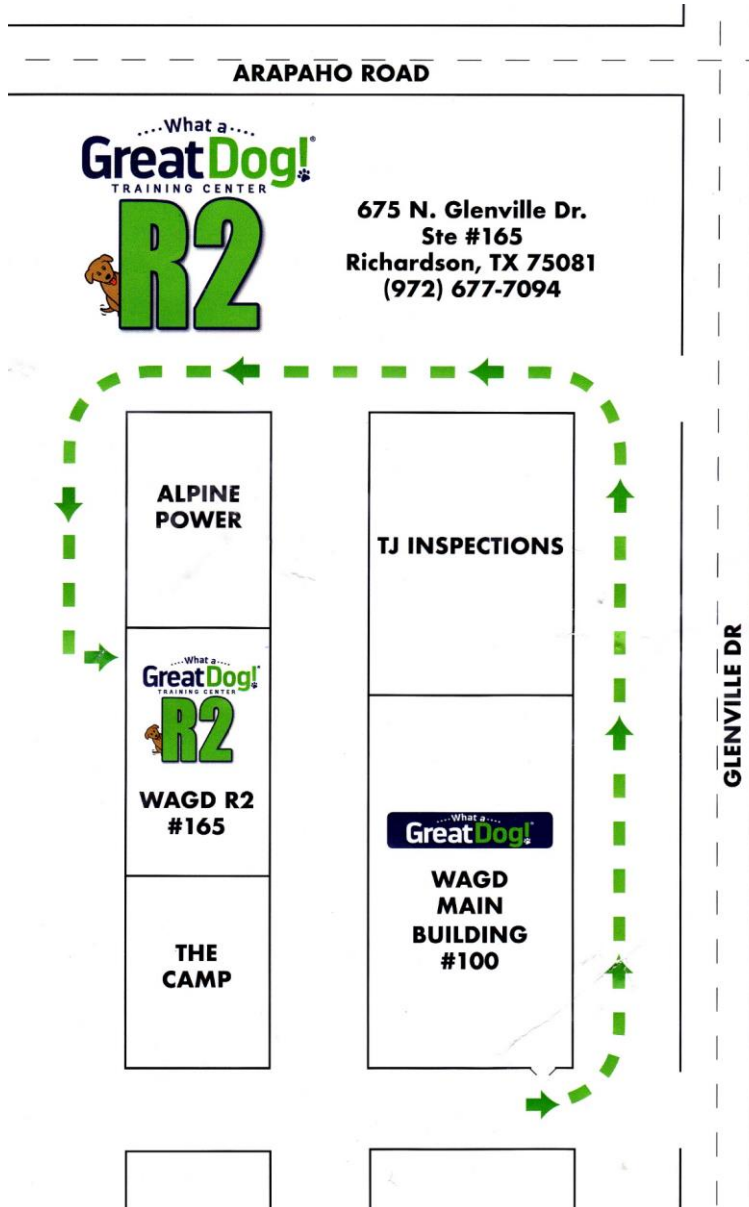 ARAPAHO ROAD
....What a....
GreatDog!®
TRAINING CENTER
R2
675 N. Glenville Dr.
Ste #165
Richardson, TX 75081
(972) 677-7094
ALPINE
POWER
TJ INSPECTIONS
....What a....
GreatDog!
TRAINING CENTER
R2
WAGD R2
#165
....What a....
GreatDog!
WAGD
MAIN
BUILDING
#100
THE
CAMP
GLENVILLE DR